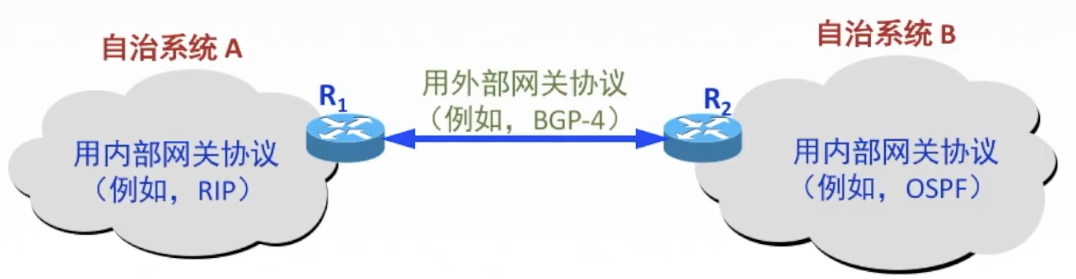 自治系统 A
自治系统 B
用外部网关协议
（例如，BGP-4）
R1
R2
用内部网关协议
（例如，RIP）
用内部网关协议
（例如，OSPF）